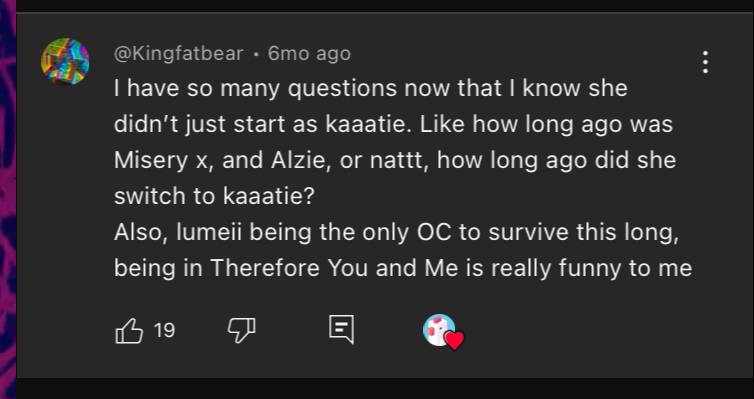 @Kingfatbear • 6mo ago
I have so many questions now that I know she
didn't just start as kaaatie. Like how long ago was
Misery x, and Alzie, or nattt, how long ago did she
switch to kaaatie?
Also, lumeii being the only OC to survive this long,
being in Therefore You and Me is really funny to me
19